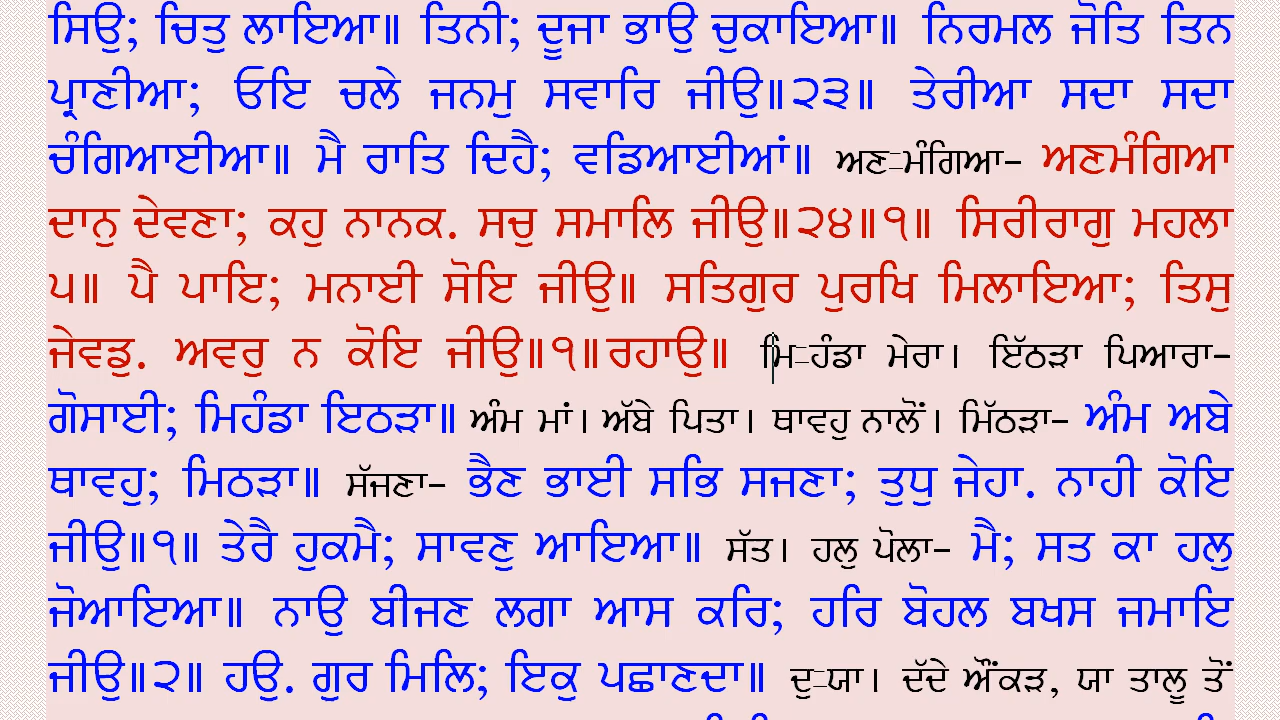 ਸਿਉ; ਚਿਤੁ ਲਾਇਆ॥ ਤਿਨੀ; ਦੂਜਾ ਭਾਉ ਚੁਕਾਇਆ॥ ਨਿਰਮਲ ਜੋਤਿ ਤਿਨ
ਪ੍ਰਾਣੀਆ; ਓਇ ਚਲੇ ਜਨਮੁ ਸਵਾਰਿ ਜੀਉ॥੨੩॥ ਤੇਰੀਆ ਸਦਾ ਸਦਾ
ਚੰਗਿਆਈਆ॥ ਮੈ ਰਾਤਿ ਦਿਹੈ; ਵਡਿਆਈਆਂ॥ ਅਣ-ਮੰਗਿਆ– ਅਣਮੰਗਿਆ
ਦਾਨੁ ਦੇਵਣਾ; ਕਹੁ ਨਾਨਕ. ਸਚੁ ਸਮਾਲਿ ਜੀਉ॥੨੪॥੧॥ ਸਿਰੀਰਾਗੁ ਮਹਲਾ
੫॥ ਪੈ ਪਾਇ; ਮਨਾਈ ਸੋਇ ਜੀਉ॥ ਸਤਿਗੁਰ ਪੁਰਖਿ ਮਿਲਾਇਆ; ਤਿਸੁ
ਜੇਵਡੁ. ਅਵਰੁ ਨ ਕੋਇ ਜੀਉ॥੧॥ਰਹਾਉ॥ ਮਿ-ਹੰਡਾ ਮੇਰਾ। ਇੱਠੜਾ ਪਿਆਰਾ–
ਗੋਸਾਈ; ਮਿਹੰਡਾ ਇਠੜਾ॥ ਅੰਮ ਮਾਂ। ਅੱਬੇ ਪਿਤਾ। ਥਾਵਹੁ ਨਾਲੋਂ। ਮਿੱਠੜਾ– ਅੰਮ ਅਬੇ
ਥਾਵਹੁ; ਮਿਠੜਾ॥ ਸੱਜਣਾ– ਭੈਣ ਭਾਈ ਸਭਿ ਸਜਣਾ; ਤੁਧੁ ਜੇਹਾ. ਨਾਹੀ ਕੋਇ
ਜੀਉ॥੧॥ ਤੇਰੈ ਹੁਕਮੈ; ਸਾਵਣੁ ਆਇਆ॥ ਸੱਤ। ਹਲੁ ਪੋਲਾ– ਮੈ; ਸਤ ਕਾ ਹਲੁ
ਜੋਆਇਆ॥ ਨਾਉ ਬੀਜਣ ਲਗਾ ਆਸ ਕਰਿ; ਹਰਿ ਬੋਹਲ ਬਖਸ ਜਮਾਇ
ਜੀਉ॥੨॥ ਹਉ. ਗੁਰ ਮਿਲਿ; ਇਕੁ ਪਛਾਣਦਾ॥ ਦੁ-ਯਾ। ਦੱਦੇ ਔਂਕੜ, ਯਾ ਤਾਲੂ ਤੋਂ